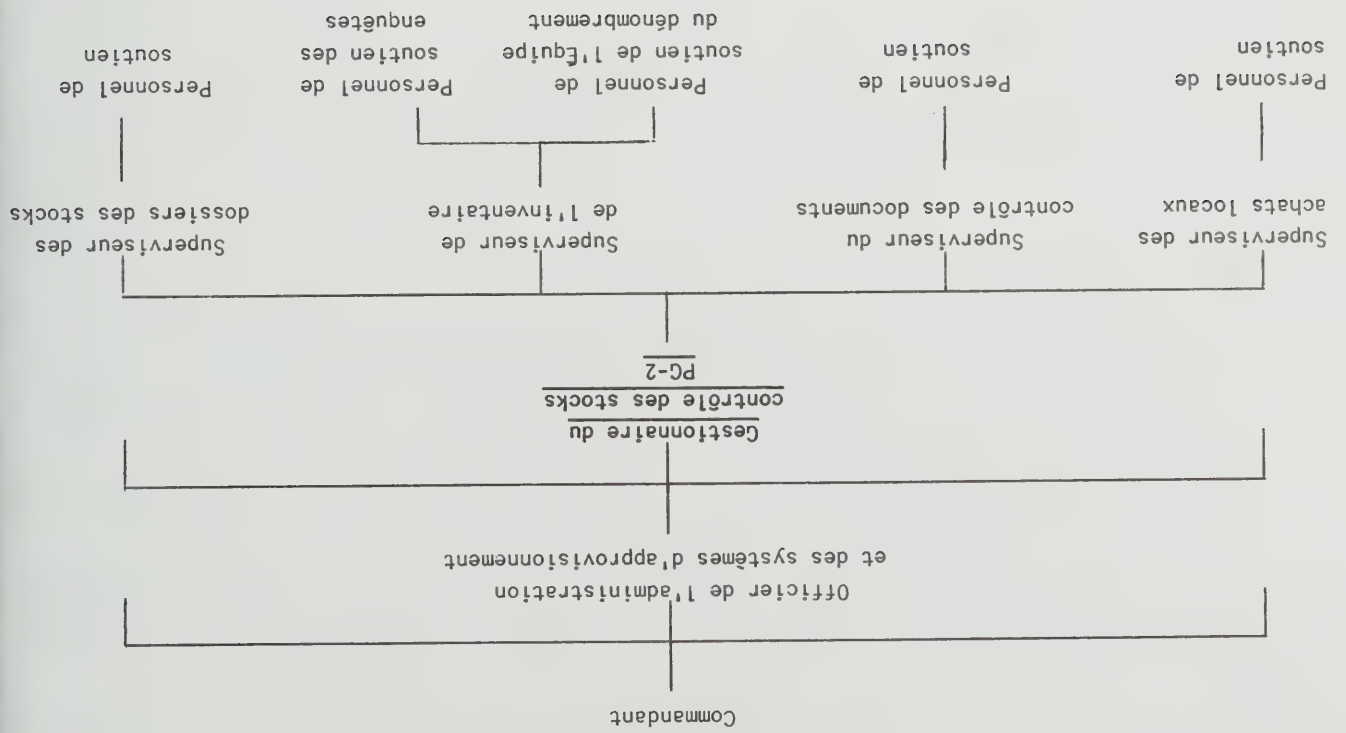 Commandant
Officier de l'administration
et des systèmes d'approvisionnement
Gestionnaire du
contrôle des stocks
PG-2
Superviseur des
achats locaux
Superviseur du
contrôle des documents
Superviseur de
de l'inventaire
Superviseur des
dossiers des stocks
Personnel de
soutien
Personnel de
soutien
Personnel de
soutien de l'Équipe
du dénombrement
Personnel de
soutien des
enquêtes
Personnel de
soutien